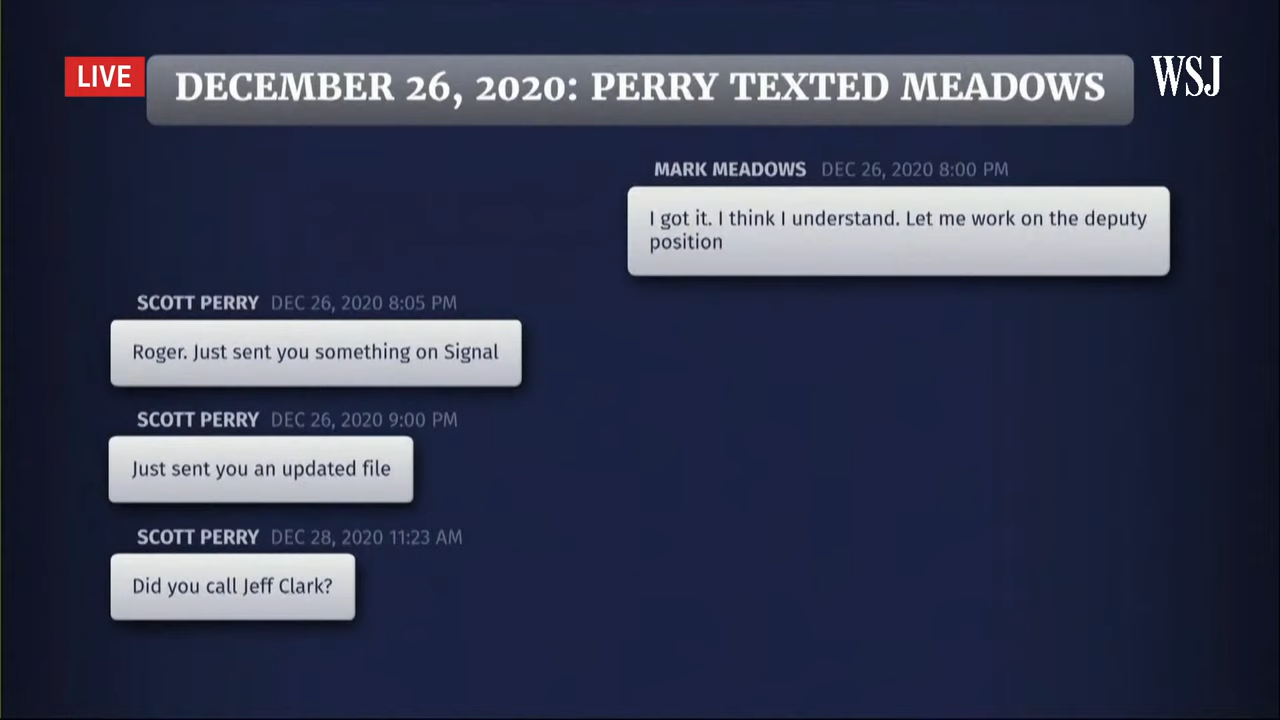 LIVE
DECEMBER 26, 2020: PERRY TEXTED MEADOWS
WSJ
MARK MEADOWS DEC 26, 2020 8:00 PM
I got it. I think I understand. Let me work on the deputy
position
SCOTT PERRY DEC 26, 2020 8:05 PM
Roger. Just sent you something on Signal
SCOTT PERRY DEC 26, 2020 9:00 PM
Just sent you an updated file
SCOTT PERRY DEC 28, 2020 11:23 AM
Did you call Jeff Clark?